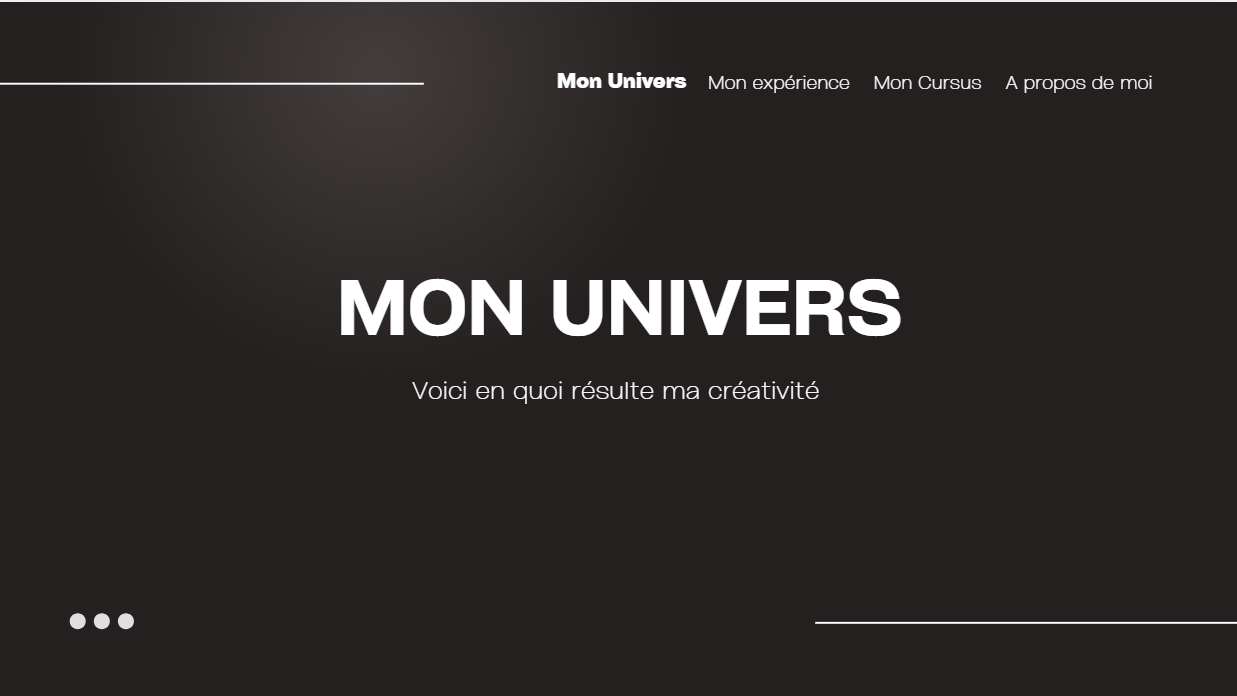 Mon Univers Mon expérience Mon Cursus A propos de moi
MON UNIVERS
Voici en quoi résulte ma créativité